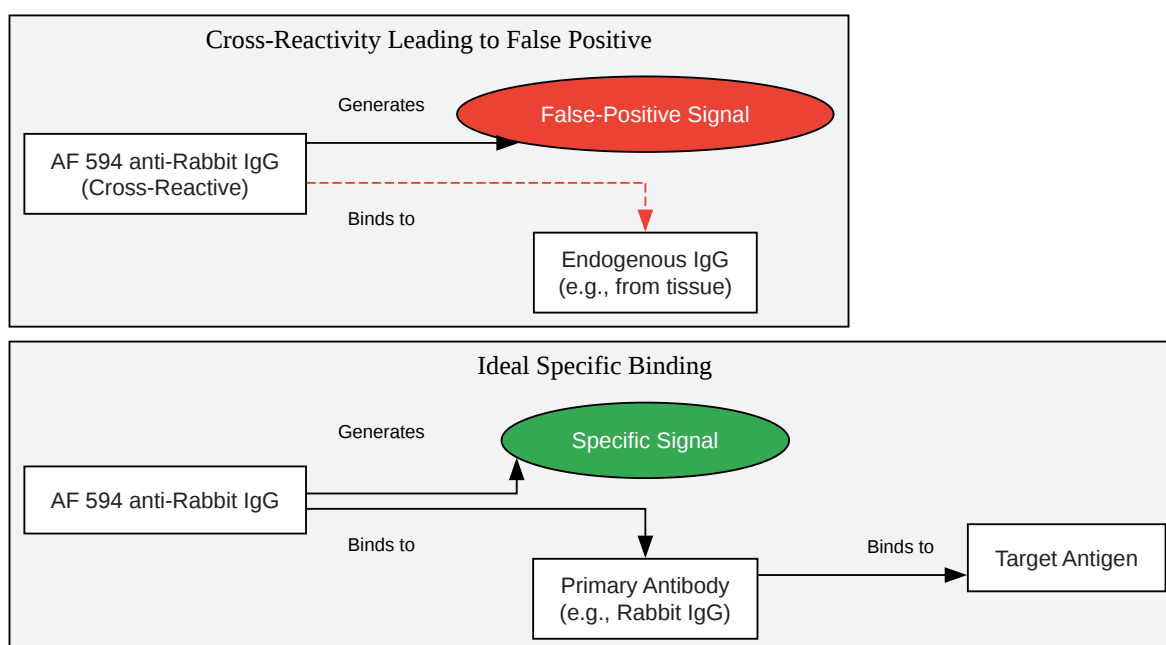 Cross-Reactivity Leading to False Positive
Generates
False-Positive Signal
AF 594 anti-Rabbit IgG
(Cross-Reactive)
Binds to
Endogenous IgG
(e.g., from tissue)
Ideal Specific Binding
Generates
Specific Signal
AF 594 anti-Rabbit IgG
Binds to
Primary Antibody
(e.g., Rabbit IgG)
Binds to
Target Antigen